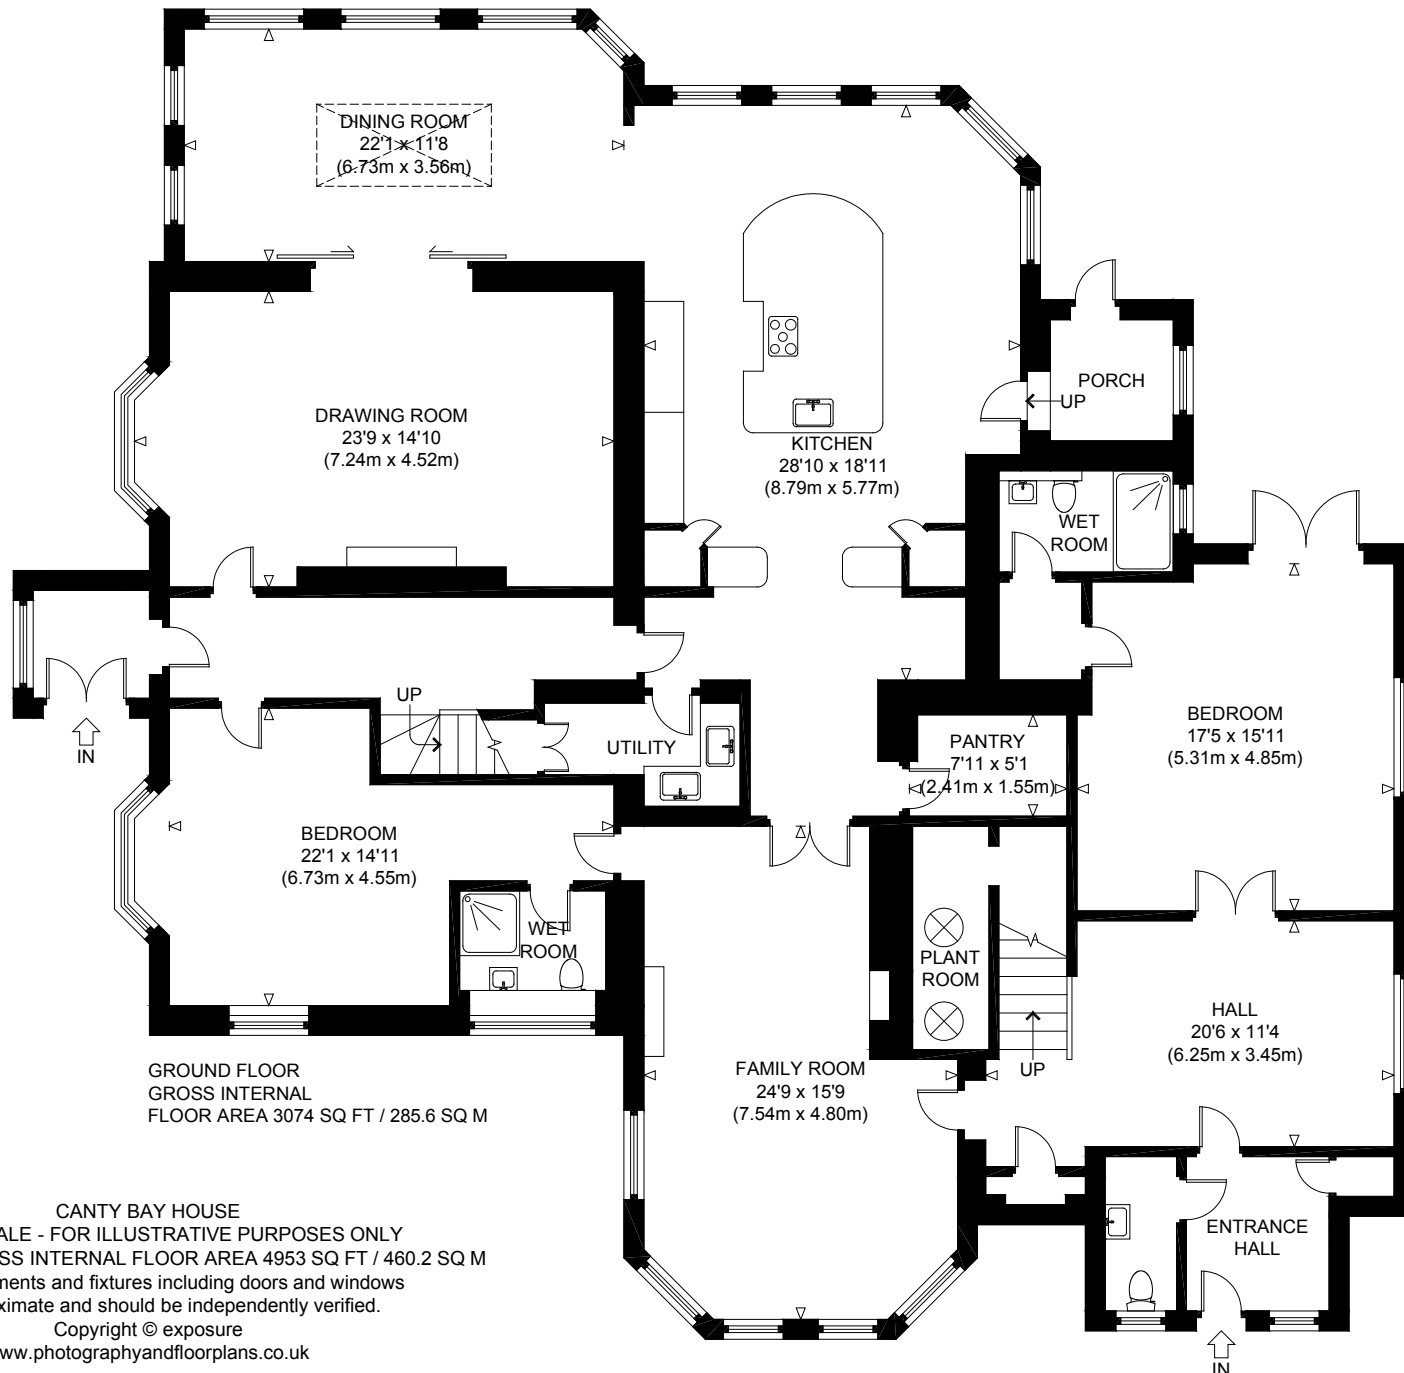 DINING ROOM
22'1 x 11'8
(6.73m x 3.56m)
DRAWING ROOM
23'9 x 14'10
(7.24m x 4.52m)
KITCHEN
28'10 x 18'11
(8.79m x 5.77m)
PORCH
UP
WET
ROOM
BEDROOM
17'5 x 15'11
(5.31m x 4.85m)
UP
IN
UTILITY
PANTRY
7'11 x 5'1
(2.41m x 1.55m)
BEDROOM
22'1 x 14'11
(6.73m x 4.55m)
WET
ROOM
PLANT
ROOM
HALL
20'6 x 11'4
(6.25m x 3.45m)
UP
FAMILY ROOM
24'9 x 15'9
(7.54m x 4.80m)
ENTRANCE
HALL
IN
GROUND FLOOR
GROSS INTERNAL
FLOOR AREA 3074 SQ FT / 285.6 SQ M
CANTY BAY HOUSE
ALE - FOR ILLUSTRATIVE PURPOSES ONLY
SS INTERNAL FLOOR AREA 4953 SQ FT / 460.2 SQ M
ments and fixtures including doors and windows
ximate and should be independently verified.
Copyright © exposure
ww.photographyandfloorplans.co.uk